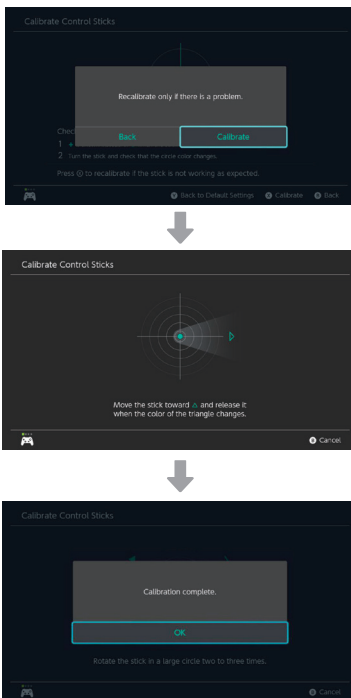 Calibrate Control Sticks
Recalibrate only if there is a problem.
Chec
Back
Calibrate
1 +
2 Turn the stick and check that the circle color changes.
Press ⓧ to recalibrate if the stick is not working as expected.
Back to Default Settings
Calibrate
Back
Calibrate Control Sticks
Move the stick toward △ and release it
when the color of the triangle changes.
Cancel
Calibrate Control Sticks
Calibration complete.
OK
Rotate the stick in a large circle two to three times.
Cancel